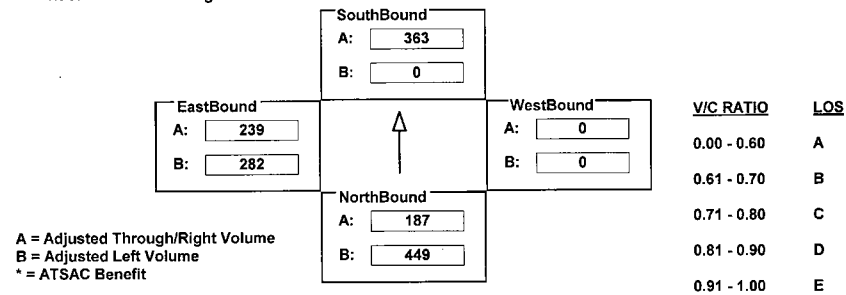 SouthBound
A: 363
B: 0
EastBound
A: 239
B: 282
WestBound
A: 0
B: 0
NorthBound
A: 187
B: 449
A = Adjusted Through/Right Volume
B = Adjusted Left Volume
* = ATSAC Benefit
V/C RATIO LOS
0.00 - 0.60 A
0.61 - 0.70 B
0.71 - 0.80 C
0.81 - 0.90 D
0.91 - 1.00 E